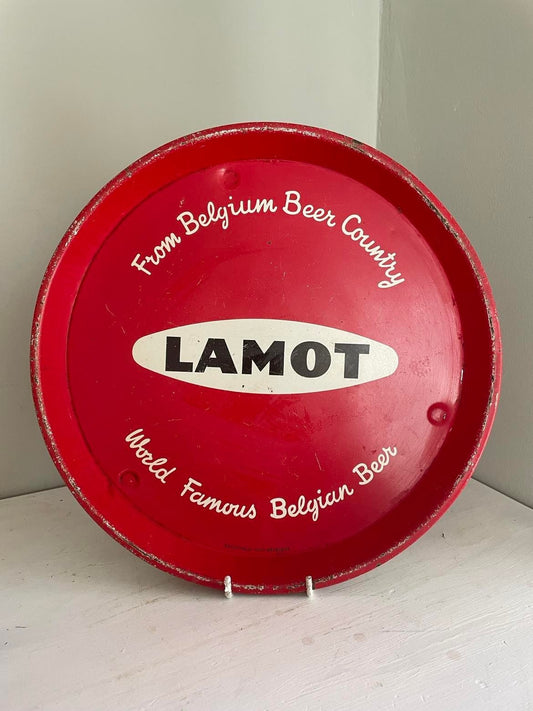 From Belgium Beer Country
LAMOT
World Famous Belgian Beer